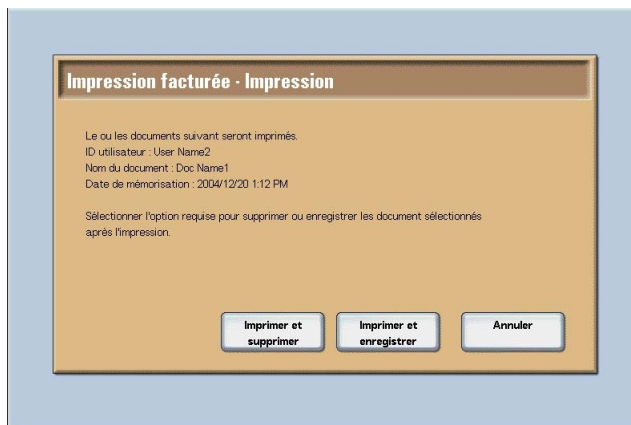 Impression facturée - Impression
Le ou les documents suivant seront imprimés.
ID utilisateur : User Name2
Nom du document : Doc Name1
Date de mémorisation : 2004/12/20 1:12 PM
Sélectionner l'option requise pour supprimer ou enregistrer les document sélectionnés
après l'impression.
Imprimer et
supprimer
Imprimer et
enregistrer
Annuler